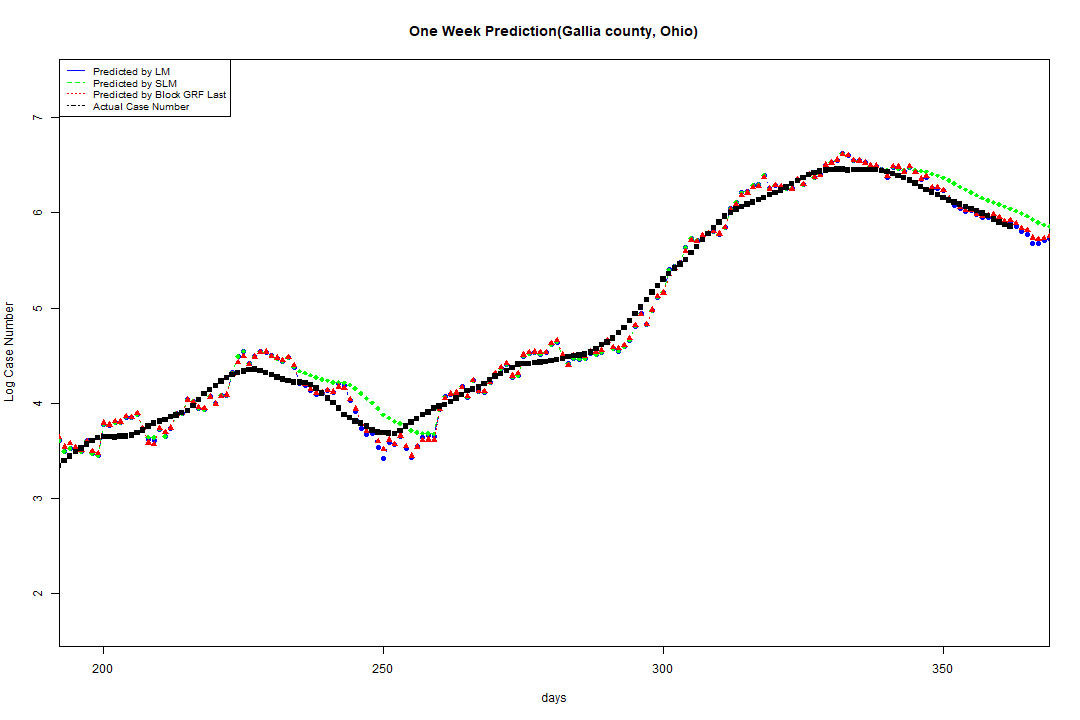 One Week Prediction(Gallia county, Ohio)
Predicted by LM
Predicted by SLM
Predicted by Block GRF Last
Actual Case Number
7
6
5
4
3
2
Log Case Number
200
250
300
350
days